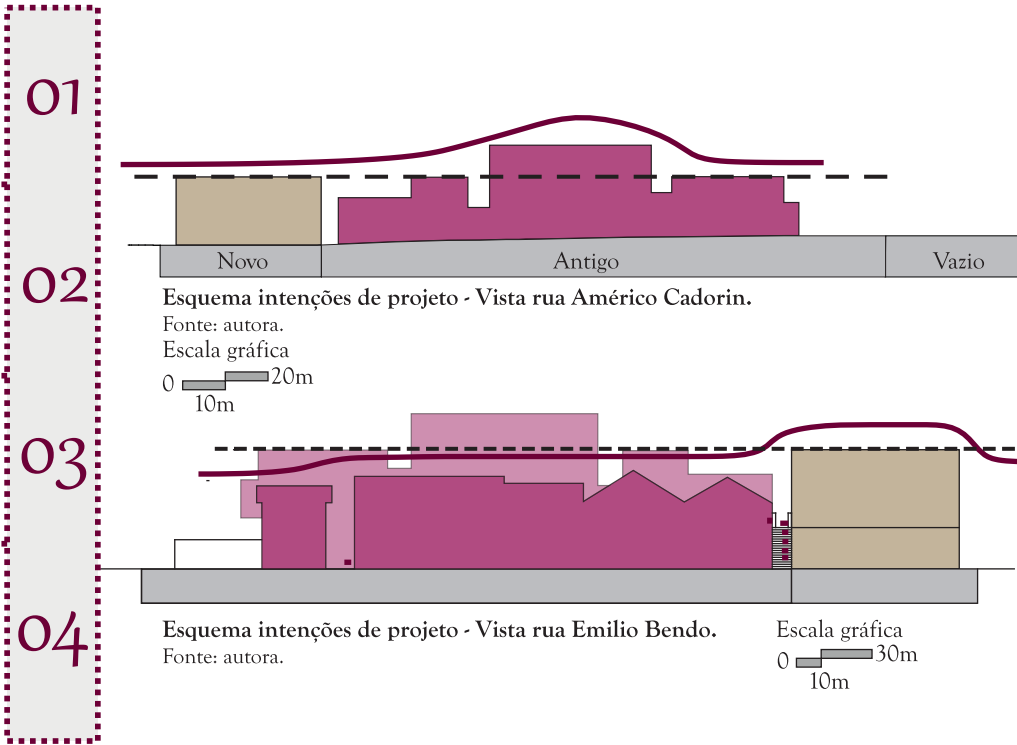 01
02
03
04
Novo
Antigo
Vazio
Esquema intenções de projeto - Vista rua Américo Cadorin.
Fonte: autora.
Escala gráfica
0
20m
10m
Esquema intenções de projeto - Vista rua Emilio Bendo.
Fonte: autora.
Escala gráfica
0
30m
10m